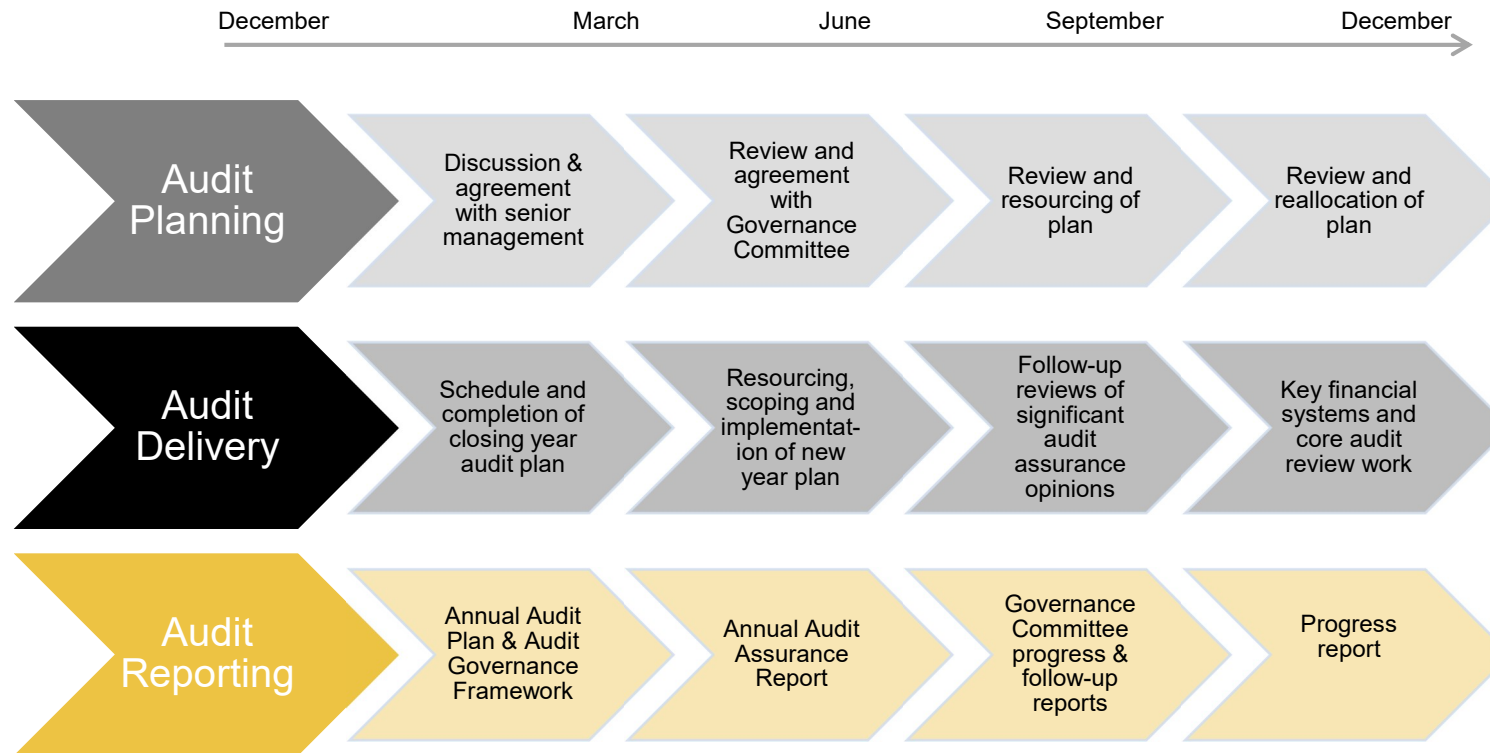 December March June September December
Audit
Planning
Discussion &
agreement
with senior
management
Review and
agreement
with
Governance
Committee
Review and
resourcing of
plan
Review and
reallocation of
plan
Audit
Delivery
Schedule and
completion of
closing year
audit plan
Resourcing,
scoping and
implementat-
ion of new
year plan
Follow-up
reviews of
significant
audit
assurance
opinions
Key financial
systems and
core audit
review work
Audit
Reporting
Annual Audit
Plan & Audit
Governance
Framework
Annual Audit
Assurance
Report
Governance
Committee
progress &
follow-up
reports
Progress
report